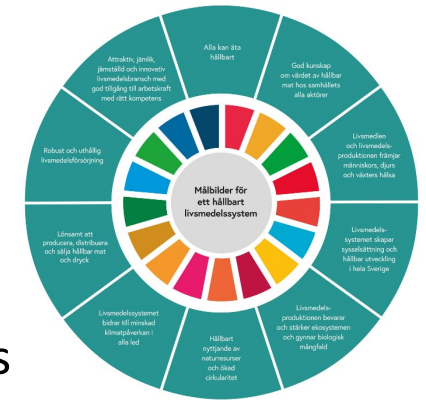 Alla kan äta
hållbart
God kunskap
om värdet av hållbar
mat hos samhällets
alla aktörer
Livsmedlen
och livsmedels-
produktionen främjar
människors, djurs
och växters hälsa
Livsmedels-
systemet skapar
sysselsättning och
hållbar utveckling
i hela Sverige
Livsmedels-
produktionen bevarar
och stärker ekosystemen
och gynnar biologisk
mångfald
Hållbart
nyttjande av
naturresurser
och ökad
cirkularitet
Livsmedelssystemet
bidrar till minskad
klimatpåverkan i
alla led
Lönsamt att
producera, distribuera
och sälja hållbar mat
och dryck
Robust och uthållig
livsmedelsförsörjning
Attraktiv, jämlik,
jämställd och innovativ
livsmedelsbransch med
god tillgång till arbetskraft
med rätt kompetens
Målbilder för
ett hållbart
livsmedelssystem
s